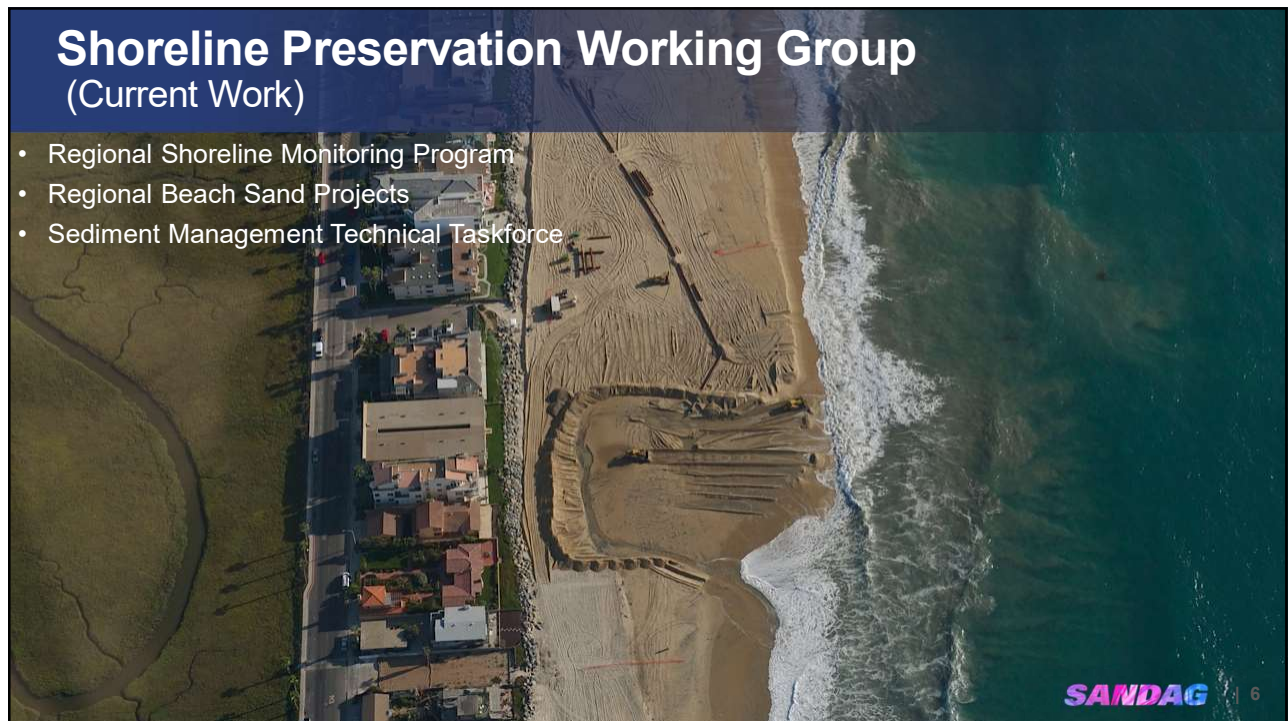 Shoreline Preservation Working Group
(Current Work)
• Regional Shoreline Monitoring Program
• Regional Beach Sand Projects
• Sediment Management Technical Taskforce
SANDAG | 6